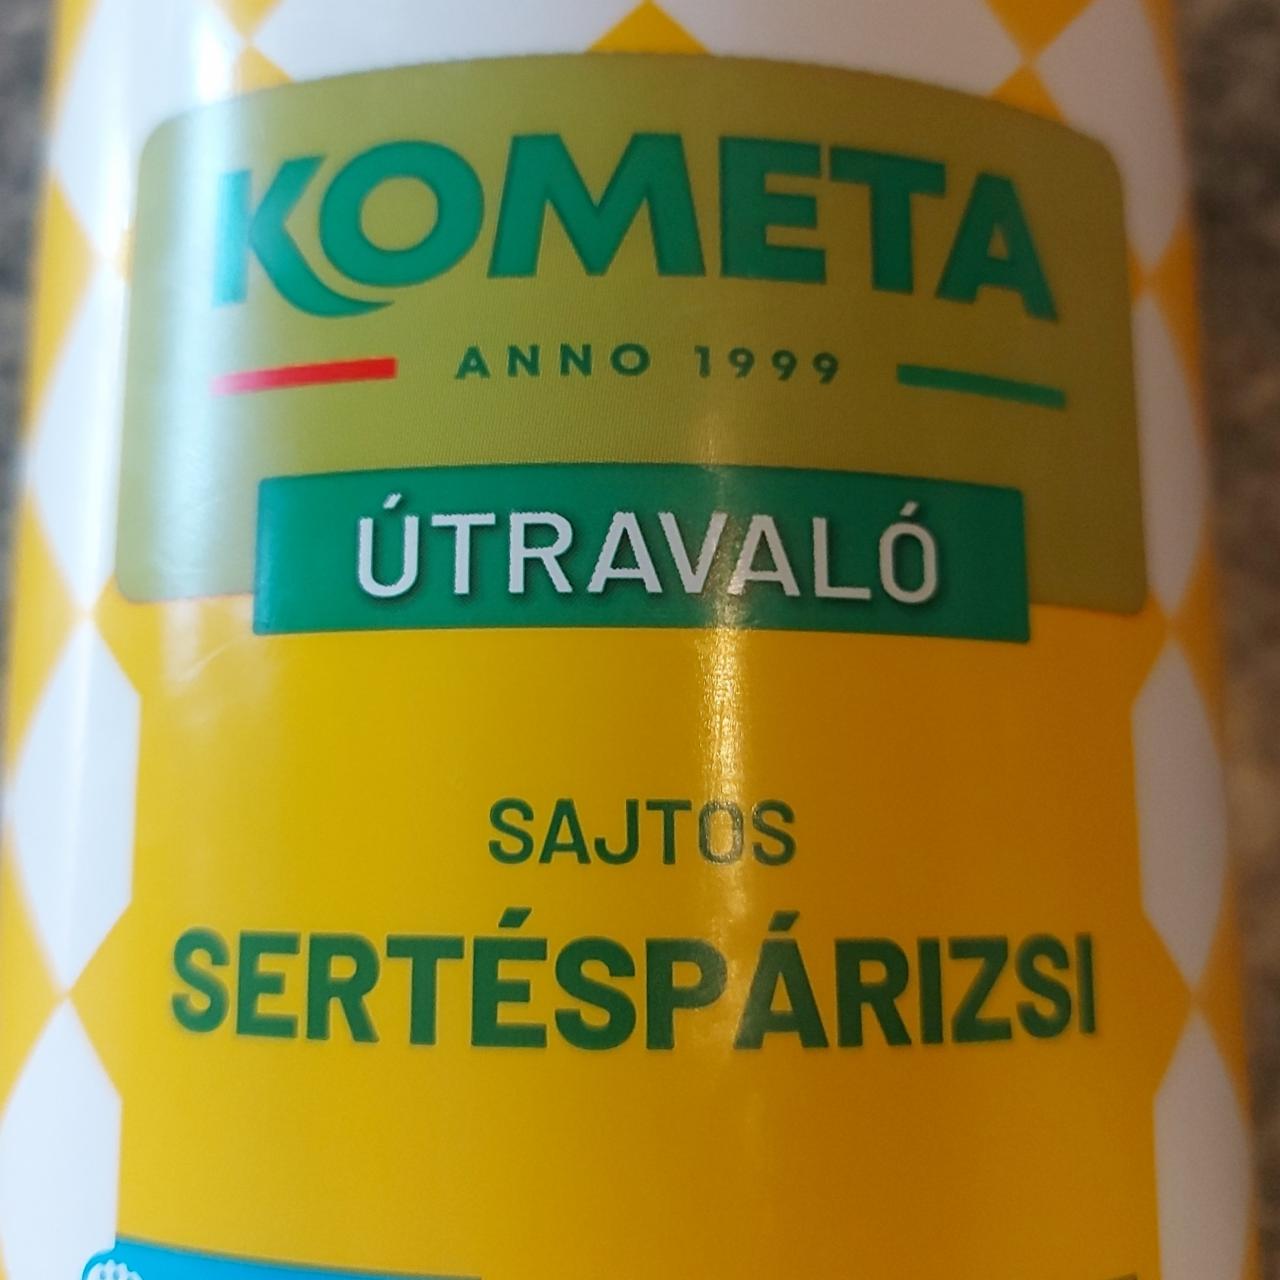 KOMETA
ANNO 1999
ÚTRAVALÓ
SAJTOS
SERTÉSPÁRIZSI